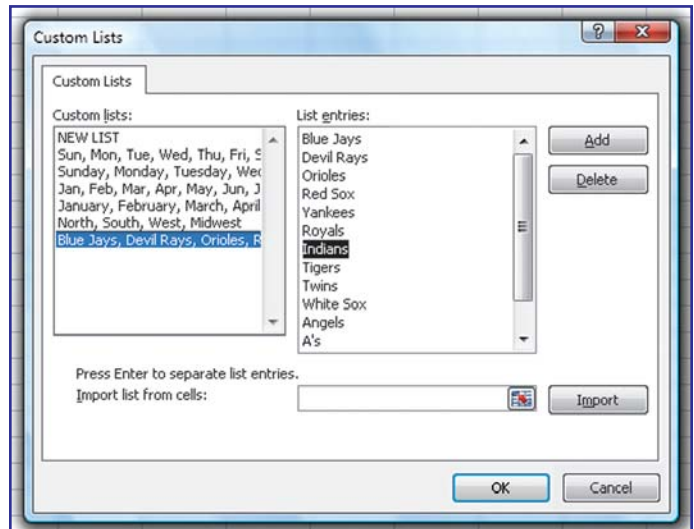 Custom Lists
Custom Lists
Custom lists:
NEW LIST
Sun, Mon, Tue, Wed, Thu, Fri, S
Sunday, Monday, Tuesday, Wed
Jan, Feb, Mar, Apr, May, Jun, J
January, February, March, April
North, South, West, Midwest
Blue Jays, Devil Rays, Orioles, R
List entries:
Blue Jays
Devil Rays
Orioles
Red Sox
Yankees
Royals
Indians
Tigers
Twins
White Sox
Angels
A's
Add
Delete
Press Enter to separate list entries.
Import list from cells:
Import
OK
Cancel